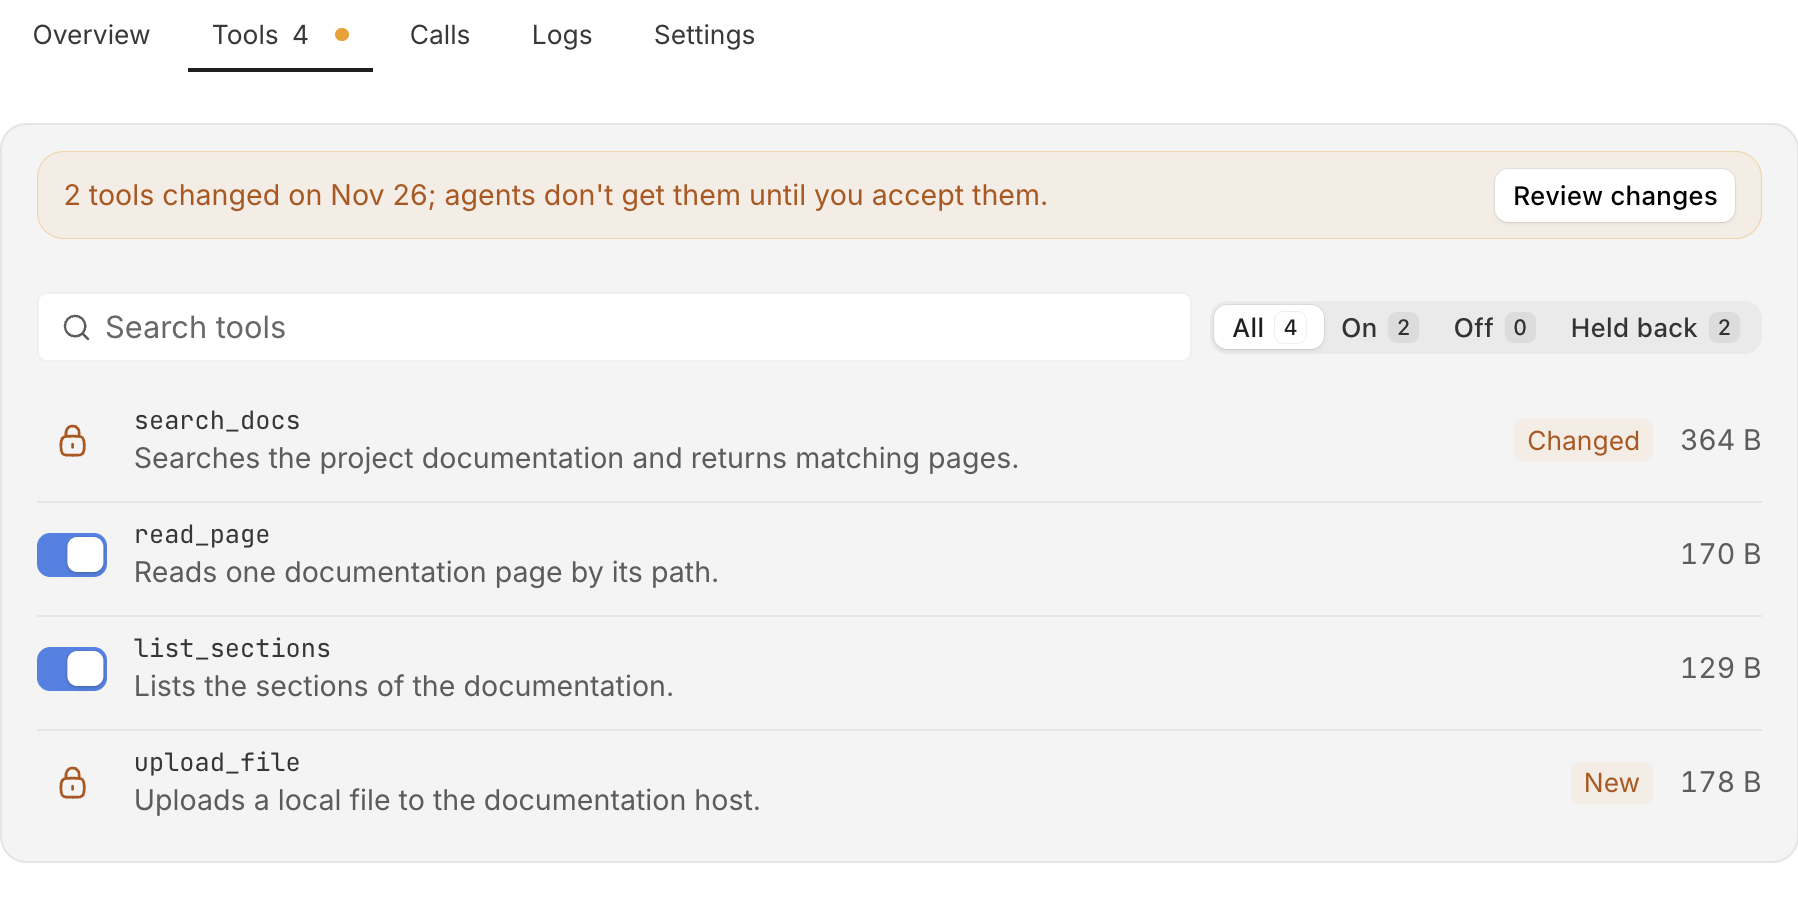 Overview Tools 4 Calls Logs Settings
2 tools changed on Nov 26; agents don't get them until you accept them. Review changes
Search tools All 4 On 2 Off 0 Held back 2
search_docs
Searches the project documentation and returns matching pages. Changed 364 B
read_page
Reads one documentation page by its path. 170 B
list_sections
Lists the sections of the documentation. 129 B
upload_file
Uploads a local file to the documentation host. New 178 B